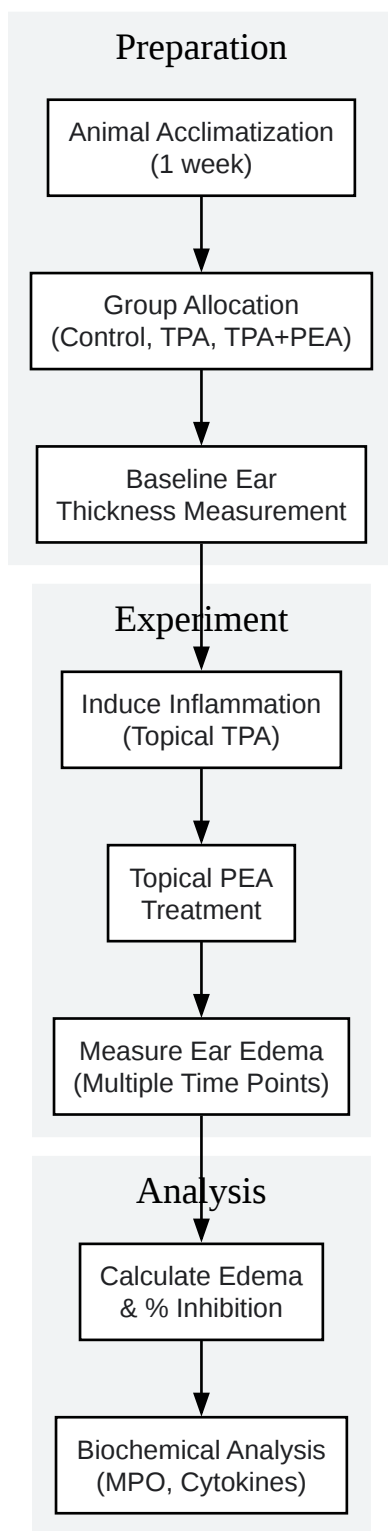 Preparation
Animal Acclimatization
(1 week)
Group Allocation
(Control, TPA, TPA+PEA)
Baseline Ear
Thickness Measurement
Experiment
Induce Inflammation
(Topical TPA)
Topical PEA
Treatment
Measure Ear Edema
(Multiple Time Points)
Analysis
Calculate Edema
& % Inhibition
Biochemical Analysis
(MPO, Cytokines)